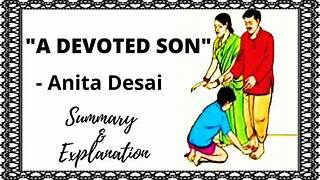 "A DEVOTED SON"
- Anita Desai
Summary
&
Explanation